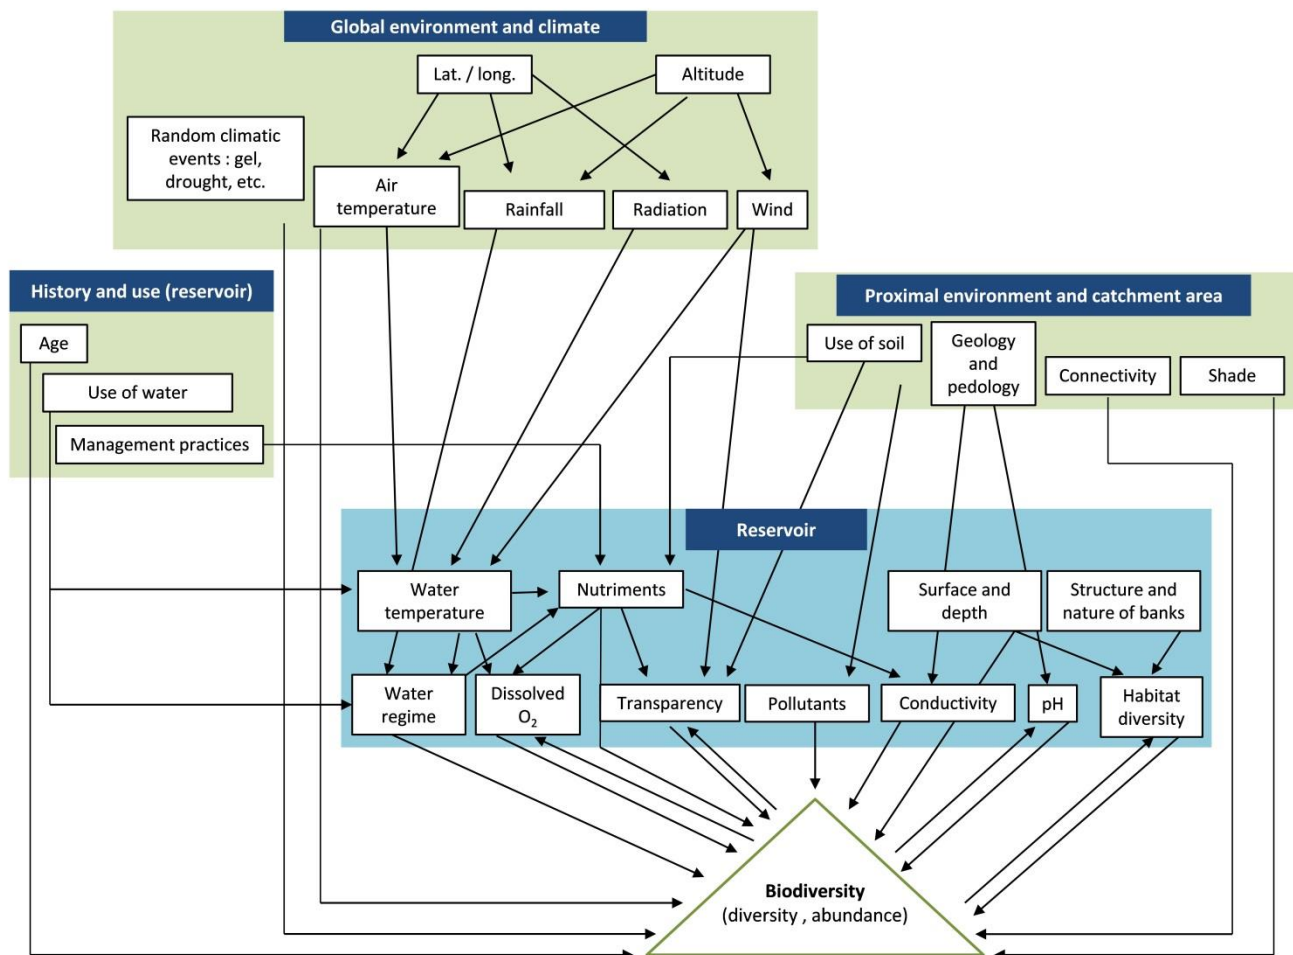 Global environment and climate
Lat. / long.
Altitude
Random climatic
events : gel,
drought, etc.
Air
temperature
Rainfall
Radiation
Wind
History and use (reservoir)
Age
Use of water
Management practices
Proximal environment and catchment area
Use of soil
Geology
and
pedology
Connectivity
Shade
Reservoir
Water
temperature
Nutriments
Surface and
depth
Structure and
nature of banks
Water
regime
Dissolved
O2
Transparency
Pollutants
Conductivity
pH
Habitat
diversity
Biodiversity
(diversity , abundance)